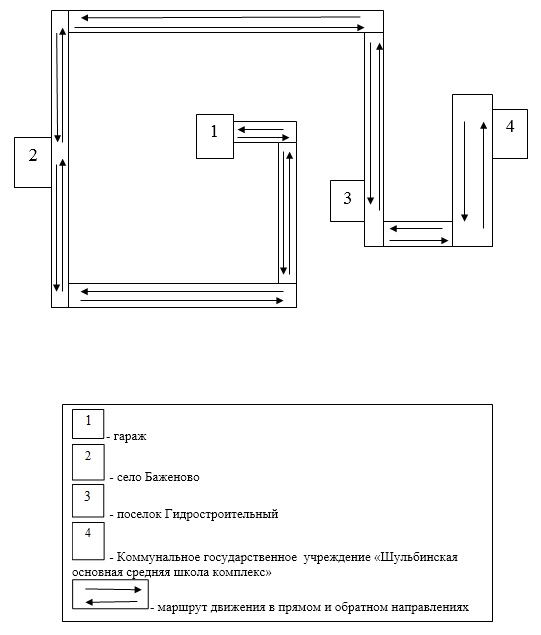 1
2
3
4
1
- гараж
2
- село Баженово
3
- поселок Гидростроительный
4
- Коммунальное государственное учреждение «Шульбинская
основная средняя школа комплекс»
- маршрут движения в прямом и обратном направлениях